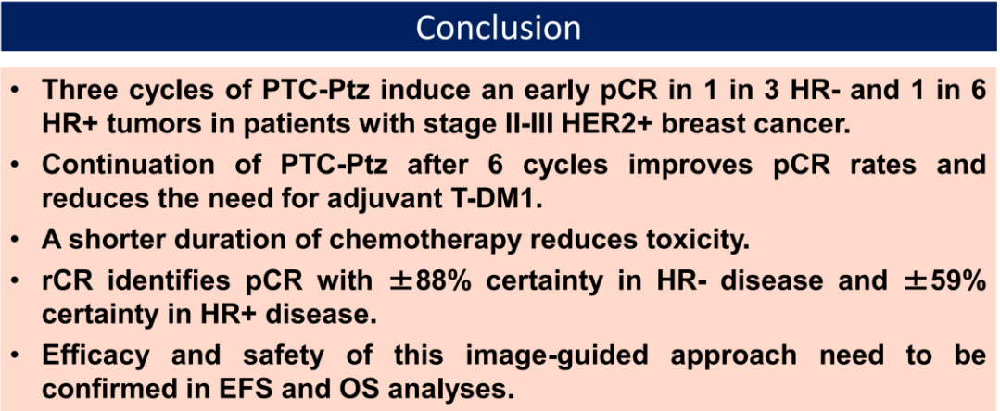 Conclusion
• Three cycles of PTC-Ptz induce an early pCR in 1 in 3 HR- and 1 in 6
HR+ tumors in patients with stage II-III HER2+ breast cancer.
• Continuation of PTC-Ptz after 6 cycles improves pCR rates and
reduces the need for adjuvant T-DM1.
• A shorter duration of chemotherapy reduces toxicity.
• rCR identifies pCR with ±88% certainty in HR- disease and ±59%
certainty in HR+ disease.
• Efficacy and safety of this image-guided approach need to be
confirmed in EFS and OS analyses.